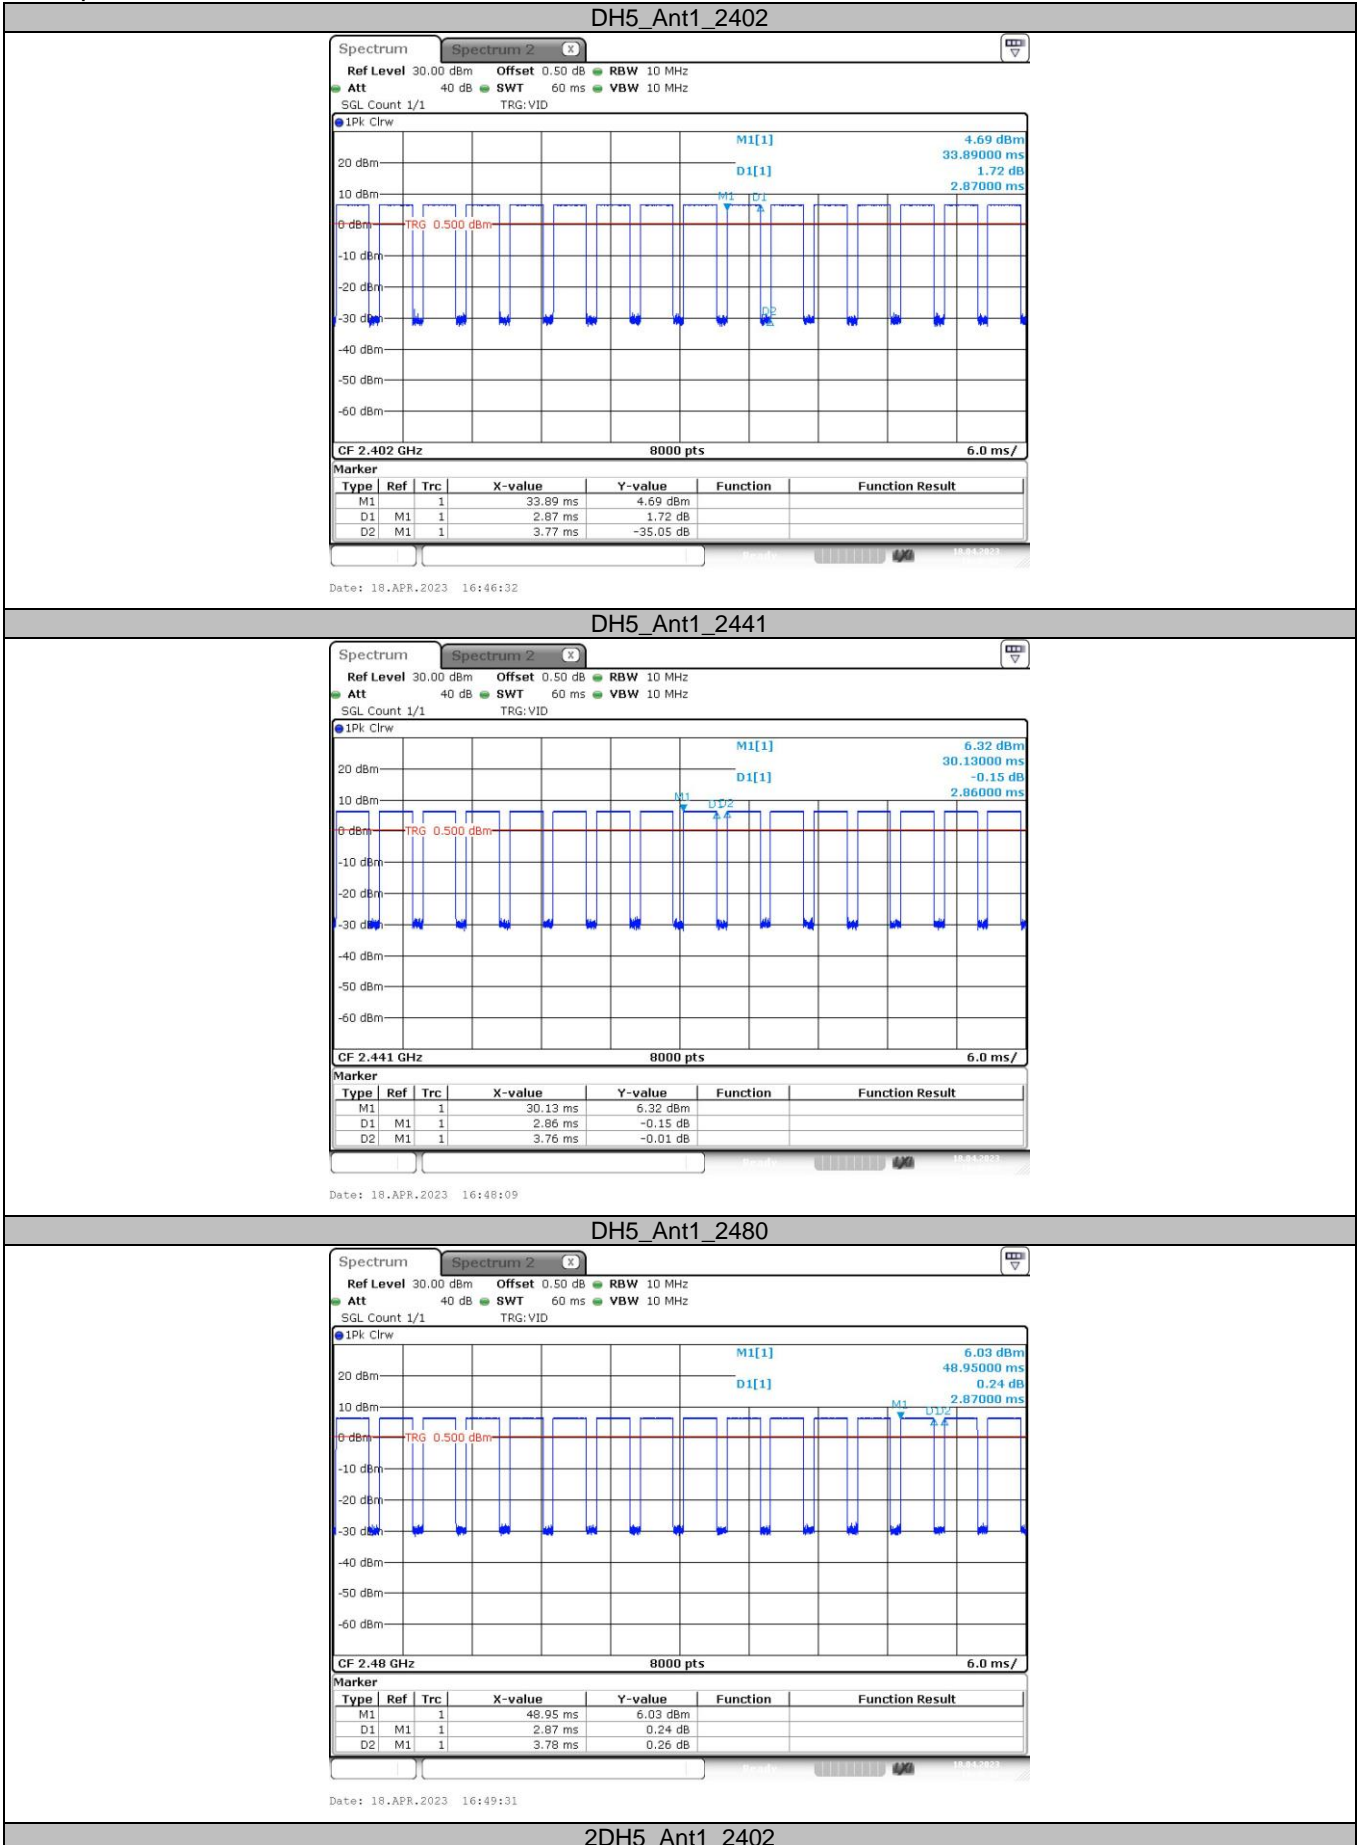 DH5_Ant1_2402
Spectrum Spectrum 2 X
Ref Level 30.00 dBm Offset 0.50 dB RBW 10 MHz
Att 40 dB SWT 60 ms VBW 10 MHz
SGL Count 1/1 TRG:VID
1Pk Clrw
M1[1] 4.69 dBm
33.89000 ms
20 dBm
D1[1] 1.72 dB
2.87000 ms
10 dBm
M1 D1
0 dBm TRG 0.500 dBm
-10 dBm
-20 dBm
-30 dBm D2
-40 dBm
-50 dBm
-60 dBm
CF 2.402 GHz 8000 pts 6.0 ms/
Marker
Type Ref Trc X-value Y-value Function Function Result
M1 1 33.89 ms 4.69 dBm
D1 M1 1 2.87 ms 1.72 dB
D2 M1 1 3.77 ms -35.05 dB
Ready 18.04.2023
Date: 18.APR.2023 16:46:32
DH5_Ant1_2441
Spectrum Spectrum 2 X
Ref Level 30.00 dBm Offset 0.50 dB RBW 10 MHz
Att 40 dB SWT 60 ms VBW 10 MHz
SGL Count 1/1 TRG:VID
1Pk Clrw
M1[1] 6.32 dBm
30.13000 ms
20 dBm
D1[1] -0.15 dB
2.86000 ms
10 dBm
M1 D1 D2
0 dBm TRG 0.500 dBm
-10 dBm
-20 dBm
-30 dBm
-40 dBm
-50 dBm
-60 dBm
CF 2.441 GHz 8000 pts 6.0 ms/
Marker
Type Ref Trc X-value Y-value Function Function Result
M1 1 30.13 ms 6.32 dBm
D1 M1 1 2.86 ms -0.15 dB
D2 M1 1 3.76 ms -0.01 dB
Ready 18.04.2023
Date: 18.APR.2023 16:48:09
DH5_Ant1_2480
Spectrum Spectrum 2 X
Ref Level 30.00 dBm Offset 0.50 dB RBW 10 MHz
Att 40 dB SWT 60 ms VBW 10 MHz
SGL Count 1/1 TRG:VID
1Pk Clrw
M1[1] 6.03 dBm
48.95000 ms
20 dBm
D1[1] 0.24 dB
2.87000 ms
10 dBm
M1 D1 D2
0 dBm TRG 0.500 dBm
-10 dBm
-20 dBm
-30 dBm
-40 dBm
-50 dBm
-60 dBm
CF 2.48 GHz 8000 pts 6.0 ms/
Marker
Type Ref Trc X-value Y-value Function Function Result
M1 1 48.95 ms 6.03 dBm
D1 M1 1 2.87 ms 0.24 dB
D2 M1 1 3.78 ms 0.26 dB
Ready 18.04.2023
Date: 18.APR.2023 16:49:31
2DH5_Ant1_2402